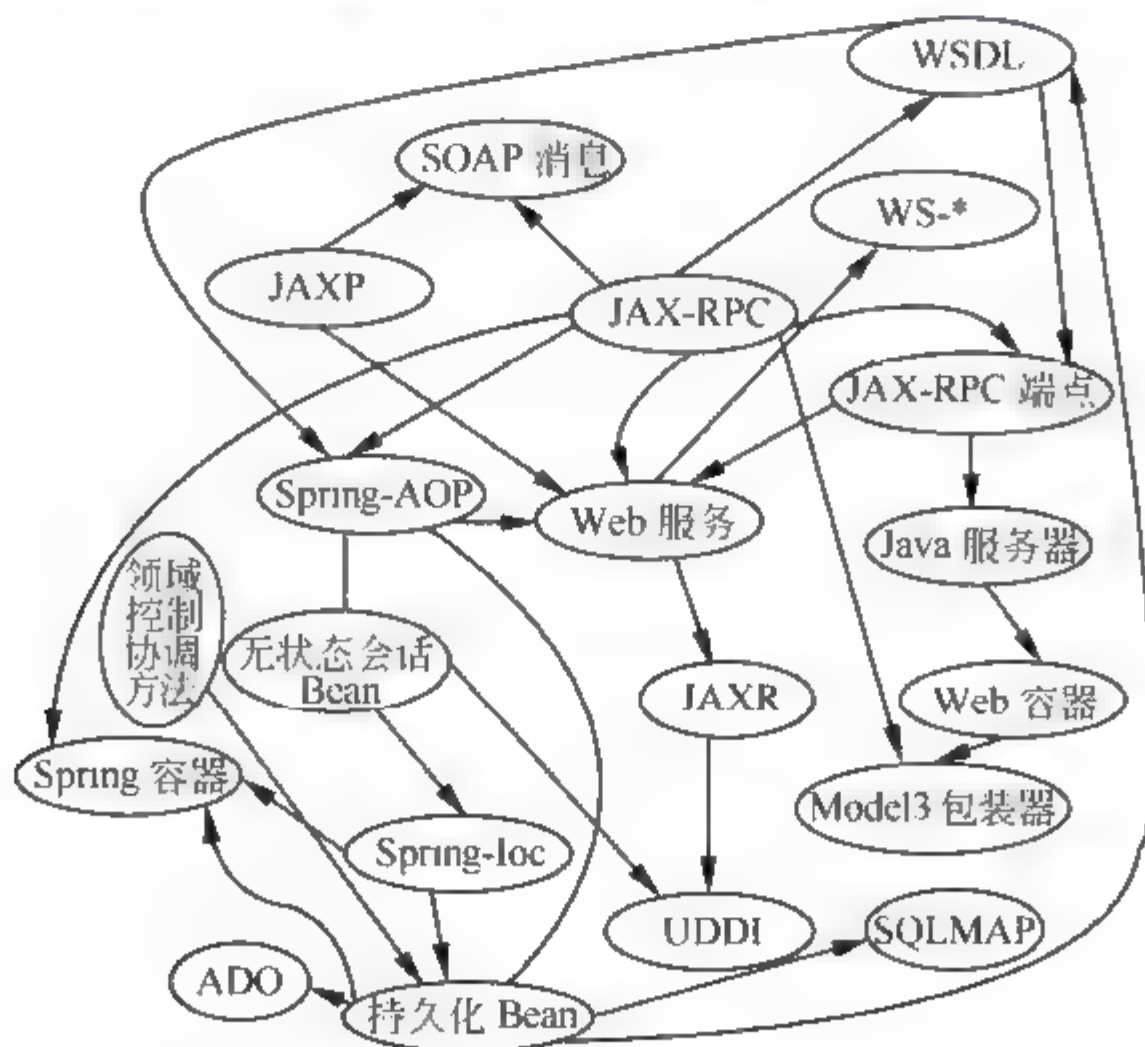 WSDL
SOAP 消息
WS-*
JAXP
JAX-RPC
JAX-RPC 端点
Spring-AOP
Web 服务
Java 服务器
领域
控制
协调
方法
无状态会话
Bean
JAXR
Web 容器
Spring 容器
Model3 包装器
Spring-Ioc
UDDI
SQLMAP
ADO
持久化 Bean